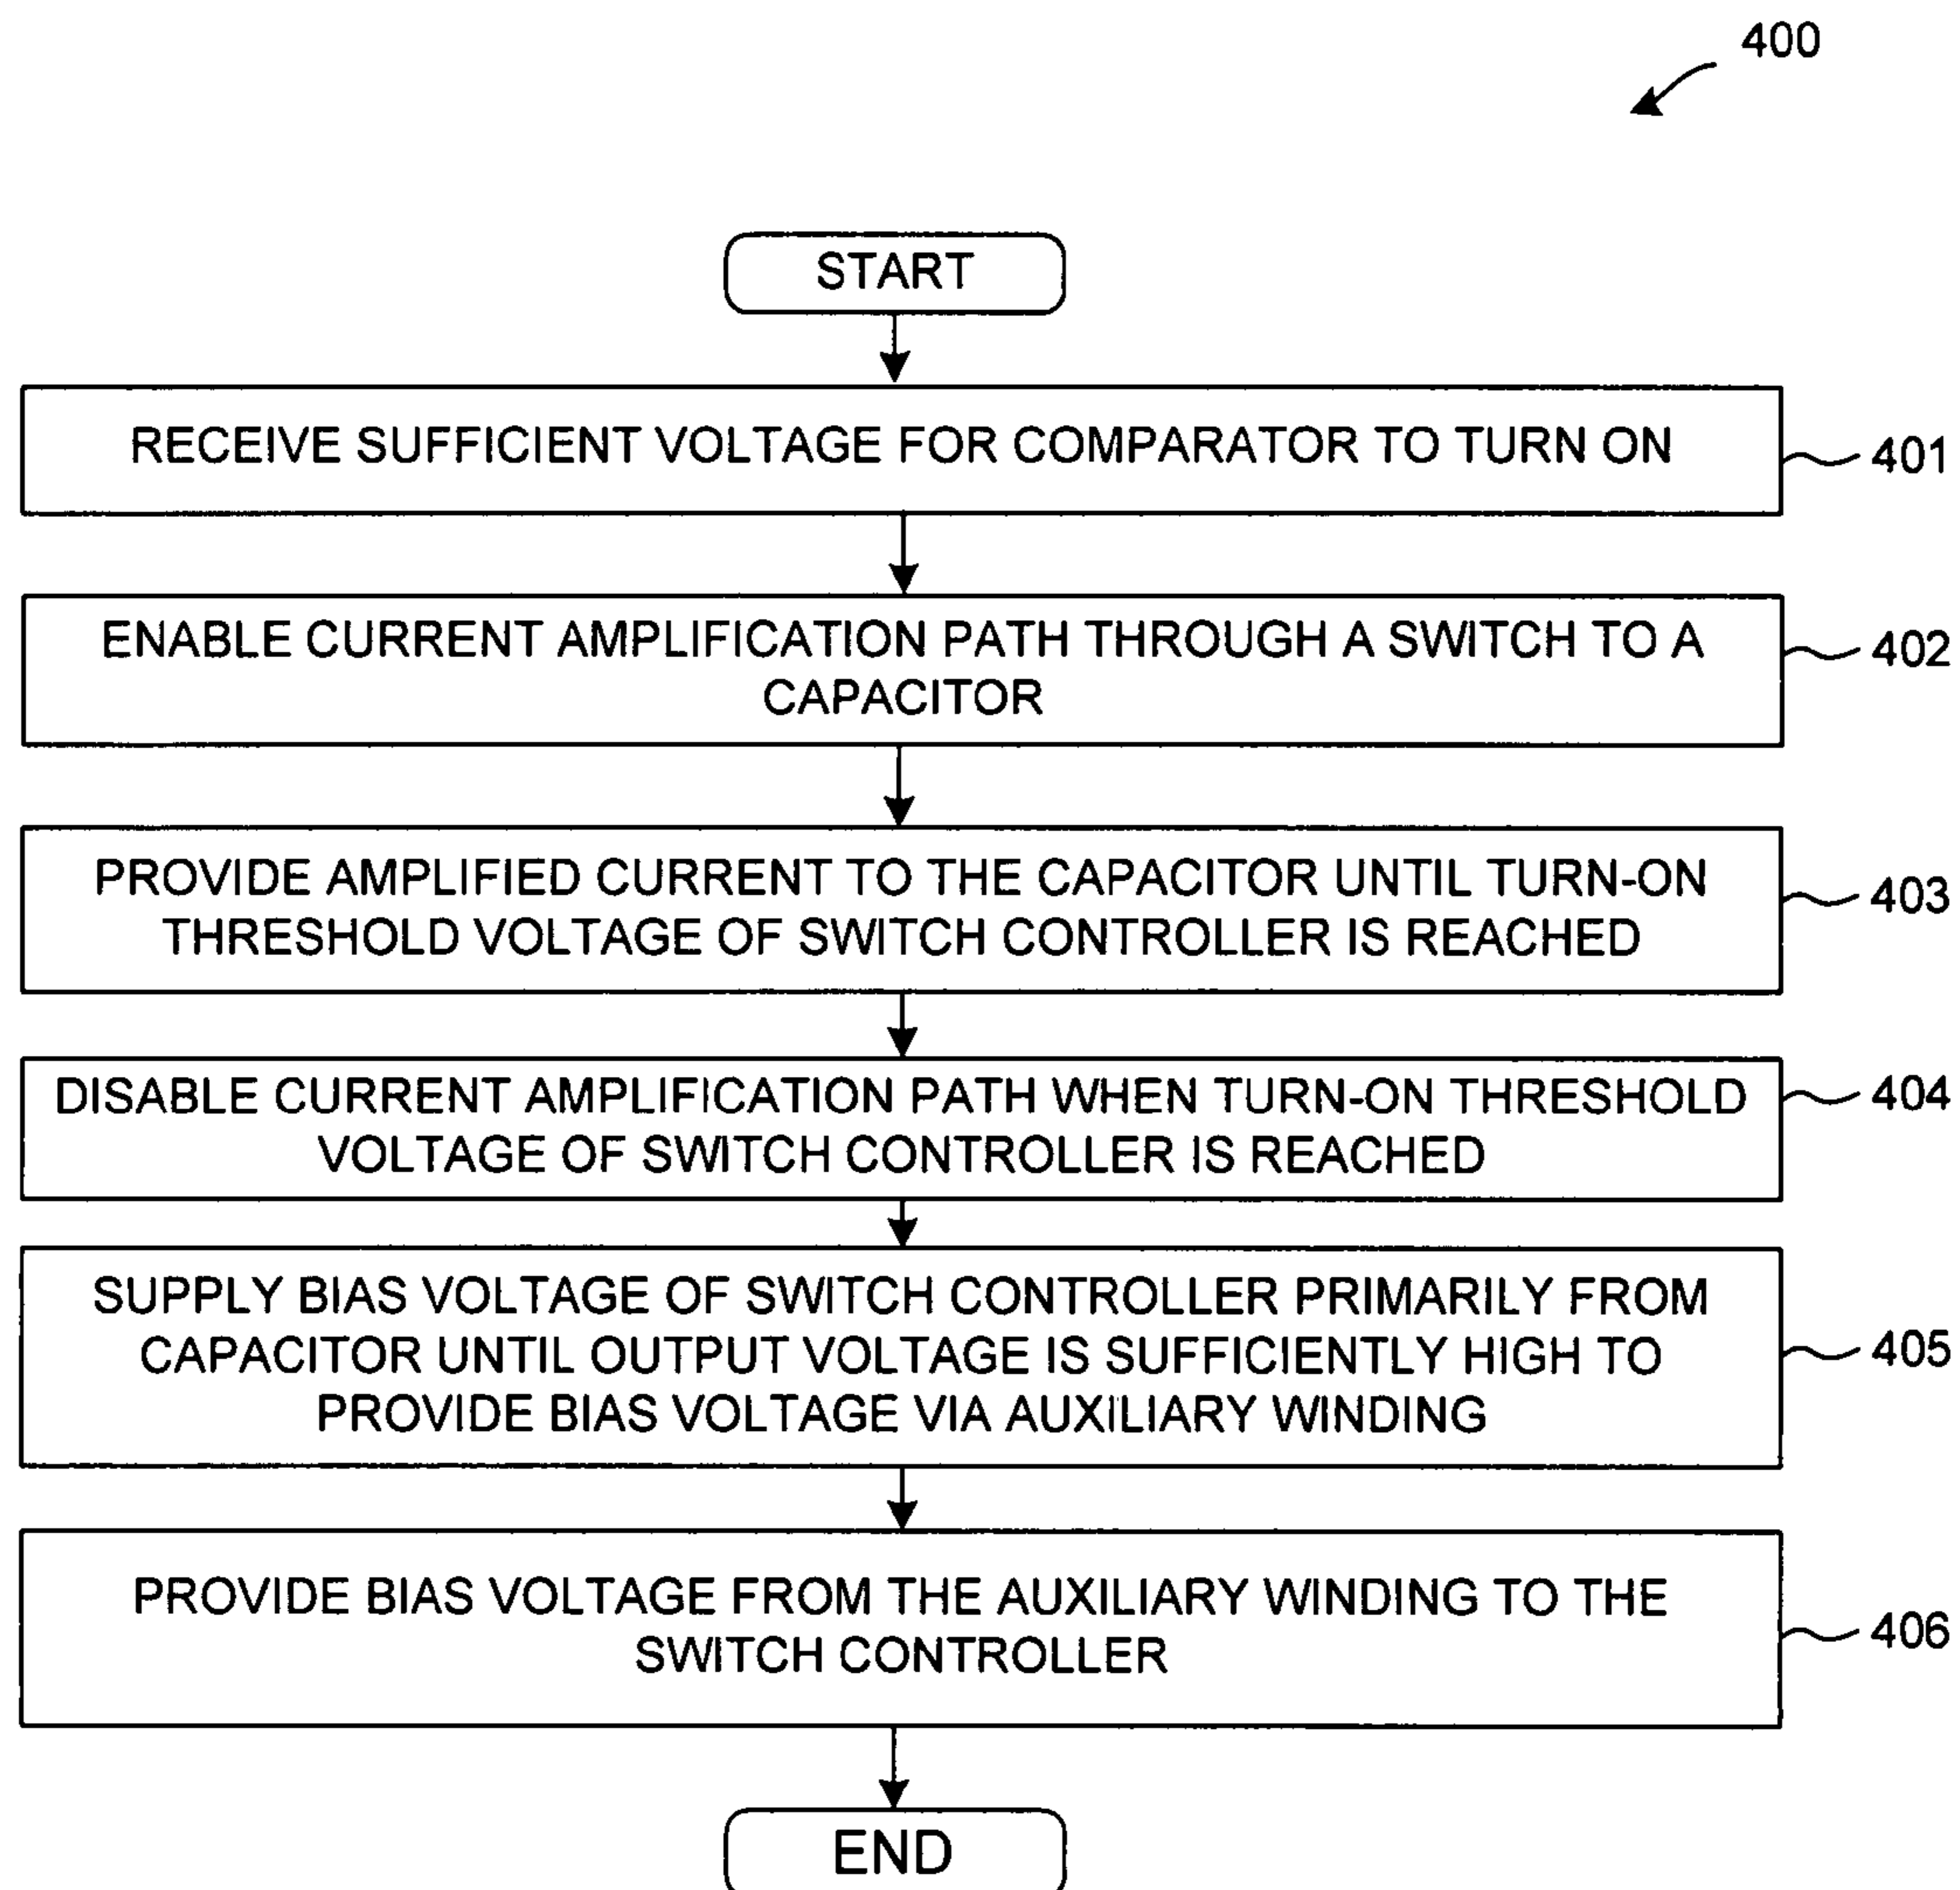 400
START
RECEIVE SUFFICIENT VOLTAGE FOR COMPARATOR TO TURN ON
401
ENABLE CURRENT AMPLIFICATION PATH THROUGH A SWITCH TO A
CAPACITOR
402
PROVIDE AMPLIFIED CURRENT TO THE CAPACITOR UNTIL TURN-ON
THRESHOLD VOLTAGE OF SWITCH CONTROLLER IS REACHED
403
DISABLE CURRENT AMPLIFICATION PATH WHEN TURN-ON THRESHOLD
VOLTAGE OF SWITCH CONTROLLER IS REACHED
404
SUPPLY BIAS VOLTAGE OF SWITCH CONTROLLER PRIMARILY FROM
CAPACITOR UNTIL OUTPUT VOLTAGE IS SUFFICIENTLY HIGH TO
PROVIDE BIAS VOLTAGE VIA AUXILIARY WINDING
405
PROVIDE BIAS VOLTAGE FROM THE AUXILIARY WINDING TO THE
SWITCH CONTROLLER
406
END